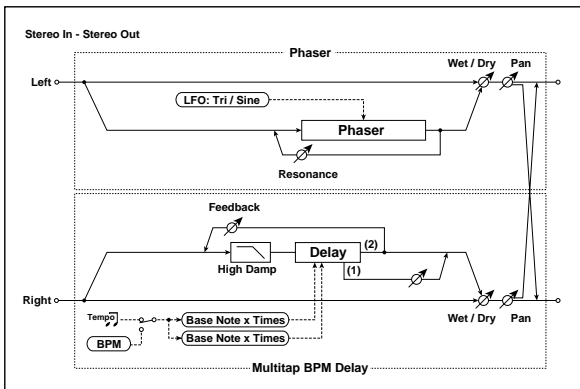 Stereo In - Stereo Out
Phaser
Wet / Dry
Pan
Left
LFO: Tri / Sine
Phaser
Resonance
Feedback
High Damp
Delay
(2)
(1)
Right
Wet / Dry
Pan
Tempo
BPM
Base Note x Times
Base Note x Times
Multitap BPM Delay